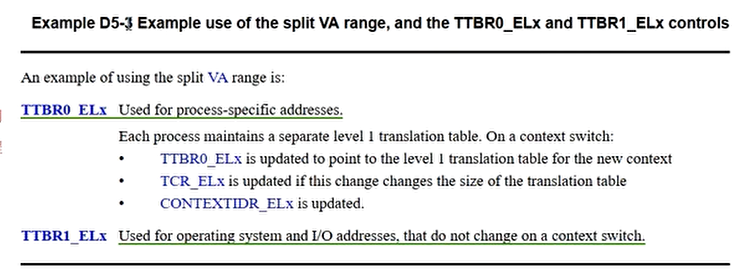 Example D5-3 Example use of the split VA range, and the TTBR0_ELx and TTBR1_ELx controls
An example of using the split VA range is:
TTBR0_ELx Used for process-specific addresses.
Each process maintains a separate level 1 translation table. On a context switch:
• TTBR0_ELx is updated to point to the level 1 translation table for the new context
• TCR_ELx is updated if this change changes the size of the translation table
• CONTEXTIDR_ELx is updated.
TTBR1_ELx Used for operating system and I/O addresses, that do not change on a context switch.